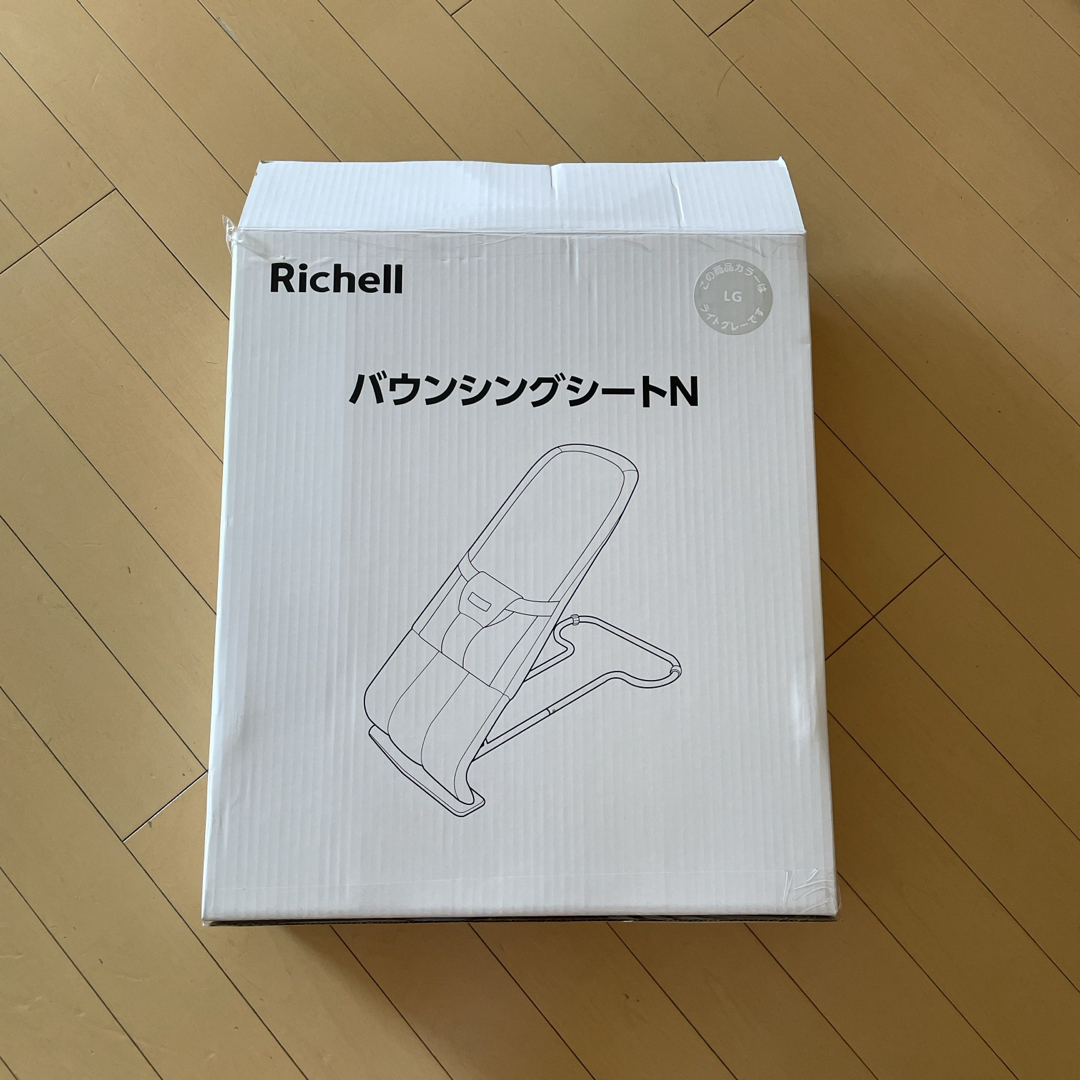 Richell
この商品カラーは
LG
ライトグレーです
バウンシングシートN